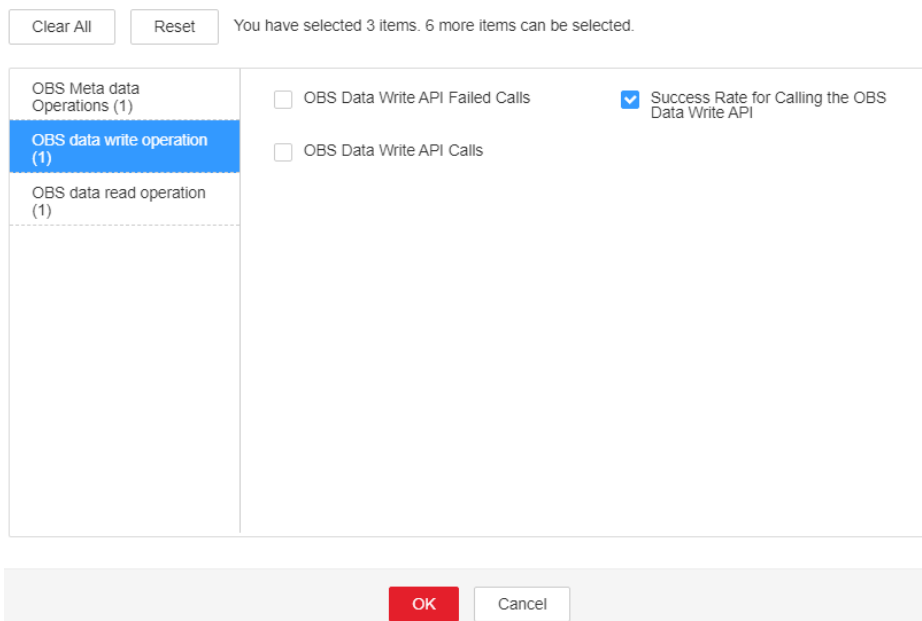 Clear All
Reset
You have selected 3 items. 6 more items can be selected.
OBS Meta data
Operations (1)
OBS data write operation
(1)
OBS data read operation
(1)
OBS Data Write API Failed Calls
Success Rate for Calling the OBS
Data Write API
OBS Data Write API Calls
OK
Cancel